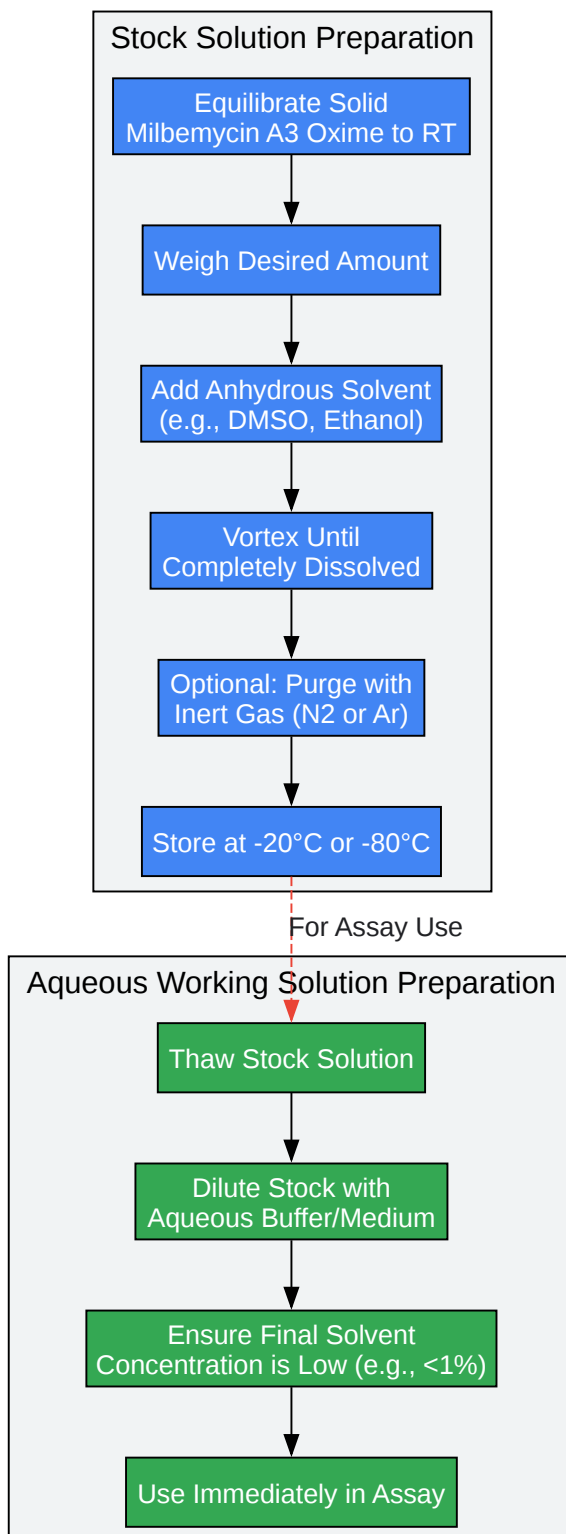 Stock Solution Preparation
Equilibrate Solid
Milbemycin A3 Oxime to RT
Weigh Desired Amount
Add Anhydrous Solvent
(e.g., DMSO, Ethanol)
Vortex Until
Completely Dissolved
Optional: Purge with
Inert Gas (N2 or Ar)
Store at -20°C or -80°C
For Assay Use
Aqueous Working Solution Preparation
Thaw Stock Solution
Dilute Stock with
Aqueous Buffer/Medium
Ensure Final Solvent
Concentration is Low (e.g., <1%)
Use Immediately in Assay